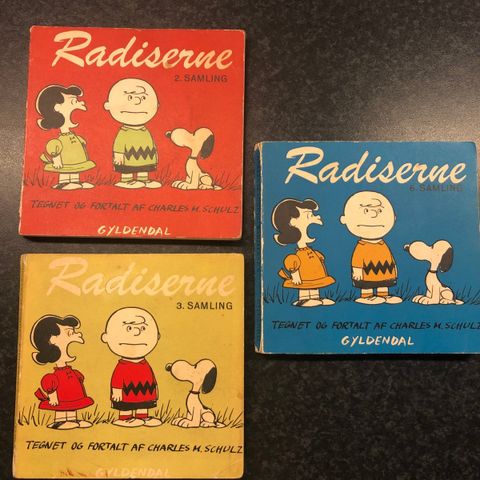 Radiserne
2. SAMLING
TEGNET OG FORTALT AF CHARLES M. SCHULZ
GYLDENDAL
Radiserne
6. SAMLING
TEGNET OG FORTALT AF CHARLES M. SCHULZ
GYLDENDAL
Radiserne
3. SAMLING
TEGNET OG FORTALT AF CHARLES M. SCHULZ
GYLDENDAL